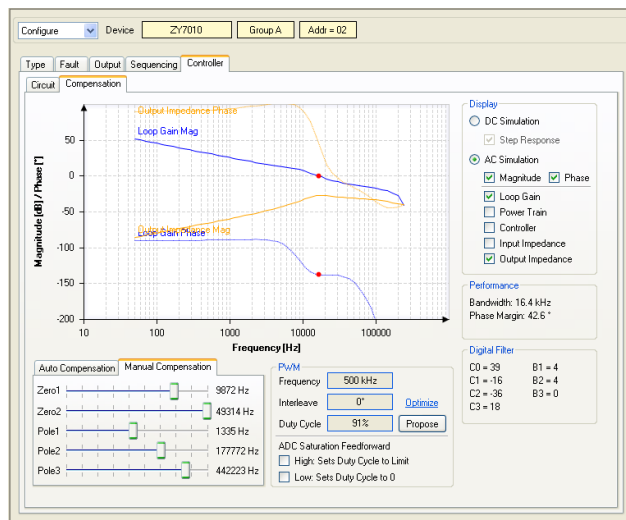 Configure Device ZY7010 Group A Addr = 02
Type Fault Output Sequencing Controller
Circuit Compensation
Output Impedance Phase
Loop Gain Mag
Output Impedance Mag
Loop Gain Phase
Magnitude [dB] / Phase [°]
50
0
-50
-100
-150
-200
10 100 1000 10000 100000
Frequency [Hz]
Display
DC Simulation
Step Response
AC Simulation
Magnitude Phase
Loop Gain
Power Train
Controller
Input Impedance
Output Impedance
Performance
Bandwidth: 16.4 kHz
Phase Margin: 42.6 °
Digital Filter
C0 = 39 B1 = 4
C1 = -16 B2 = 4
C2 = -36 B3 = 0
C3 = 18
Auto Compensation Manual Compensation
Zero1 9872 Hz
Zero2 49314 Hz
Pole1 1335 Hz
Pole2 177772 Hz
Pole3 442223 Hz
PWM
Frequency 500 kHz
Interleave 0° Optimize
Duty Cycle 91% Propose
ADC Saturation Feedforward
High: Sets Duty Cycle to Limit
Low: Sets Duty Cycle to 0